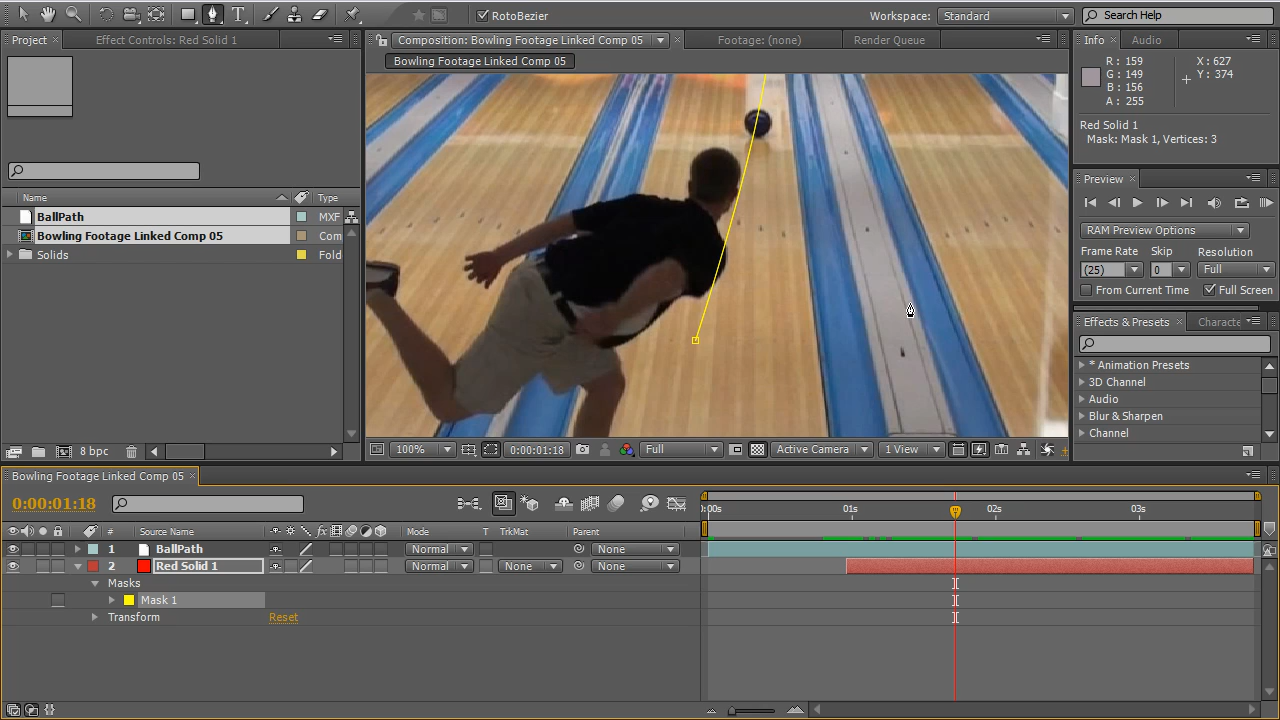 RotoBezier
Workspace: Standard
Search Help
Project
Effect Controls: Red Solid 1
Composition: Bowling Footage Linked Comp 05
Footage: (none)
Render Queue
Bowling Footage Linked Comp 05
Info
Audio
R : 159
G : 149
B : 156
A : 255
X : 627
Y : 374
Red Solid 1
Mask: Mask 1, Vertices: 3
Preview
RAM Preview Options
Frame Rate Skip Resolution
(25) 0 Full
From Current Time Full Screen
Effects & Presets
* Animation Presets
3D Channel
Audio
Blur & Sharpen
Channel
Name Type
BallPath MXF
Bowling Footage Linked Comp 05 Com
Solids Fold
8 bpc
100%
0:00:01:18
Full
Active Camera
1 View
Bowling Footage Linked Comp 05
0:00:01:18
# Source Name Mode T TrkMat Parent
1 BallPath Normal None
2 Red Solid 1 Normal None None
Masks
Mask 1
Transform Reset
01s 02s 03s